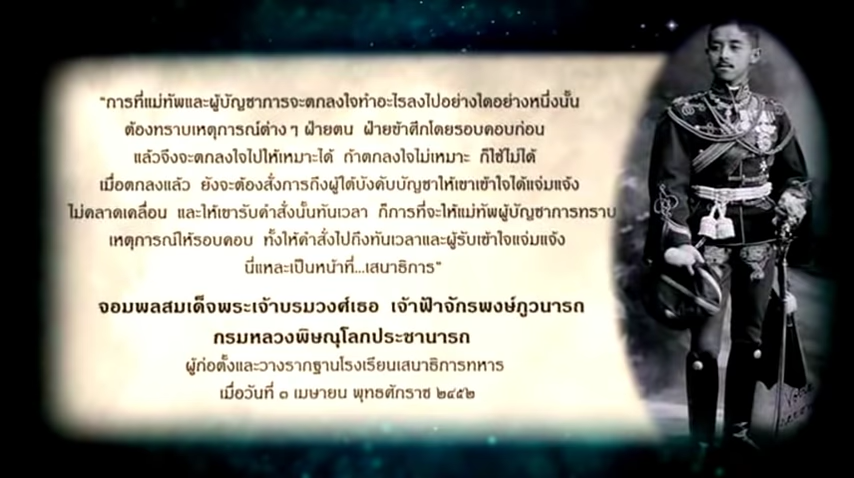 "การที่แม่ทัพและผู้บัญชาการจะตกลงใจทำอะไรลงไปอย่างใดอย่างหนึ่งนั้น
ต้องทราบเหตุการณ์ต่าง ๆ ฝ่ายตน ฝ่ายข้าศึกโดยรอบคอบก่อน
แล้วจึงจะตกลงใจไปให้เหมาะได้ ถ้าตกลงใจไม่เหมาะ ก็ใช้ไม่ได้
เมื่อตกลงแล้ว ยังจะต้องสั่งการถึงผู้ใต้บังคับบัญชาให้เขาเข้าใจได้แจ่มแจ้ง
ไม่คลาดเคลื่อน และให้เขารับคำสั่งนั้นทันเวลา ก็การที่จะให้แม่ทัพผู้บัญชาการทราบ
เหตุการณ์ให้รอบคอบ ทั้งให้คำสั่งไปถึงทันเวลาและผู้รับเข้าใจแจ่มแจ้ง
นี่แหละเป็นหน้าที่...เสนาธิการ"
จอมพลสมเด็จพระเจ้าบรมวงศ์เธอ เจ้าฟ้าจักรพงษ์ภูวนารถ
กรมหลวงพิษณุโลกประชานารถ
ผู้ก่อตั้งและวางรากฐานโรงเรียนเสนาธิการทหาร
เมื่อวันที่ ๓ เมษายน พุทธศักราช ๒๔๕๒